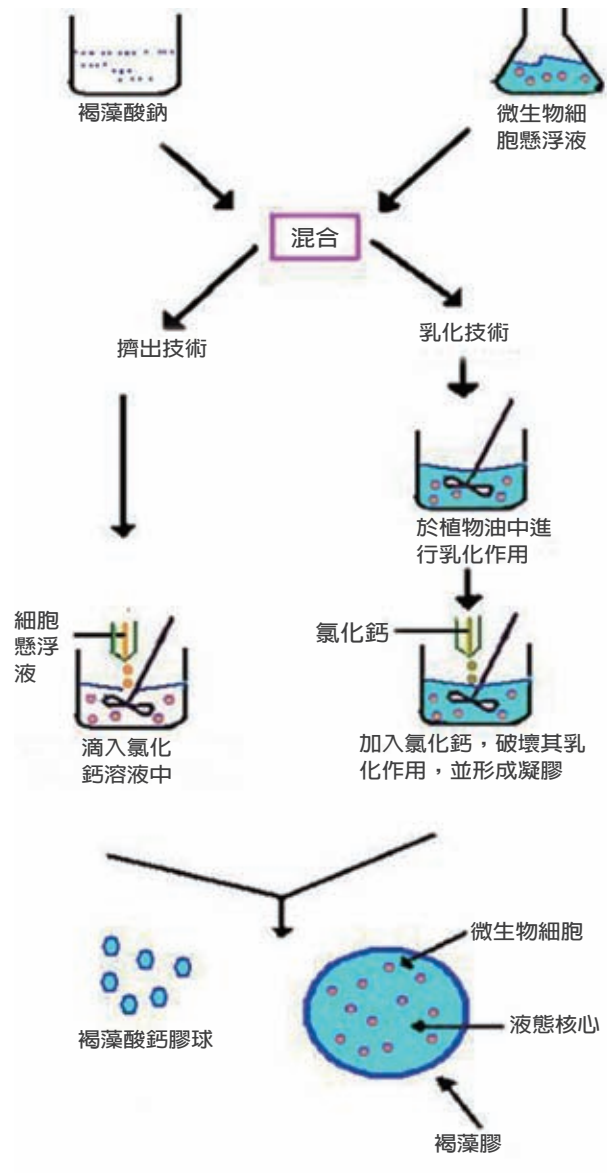 褐藻酸鈉
微生物細
胞懸浮液
混合
擠出技術
乳化技術
於植物油中進
行乳化作用
細胞
懸浮
液
氯化鈣
滴入氯化
鈣溶液中
加入氯化鈣，破壞其乳
化作用，並形成凝膠
微生物細胞
液態核心
褐藻酸鈣膠球
褐藻膠